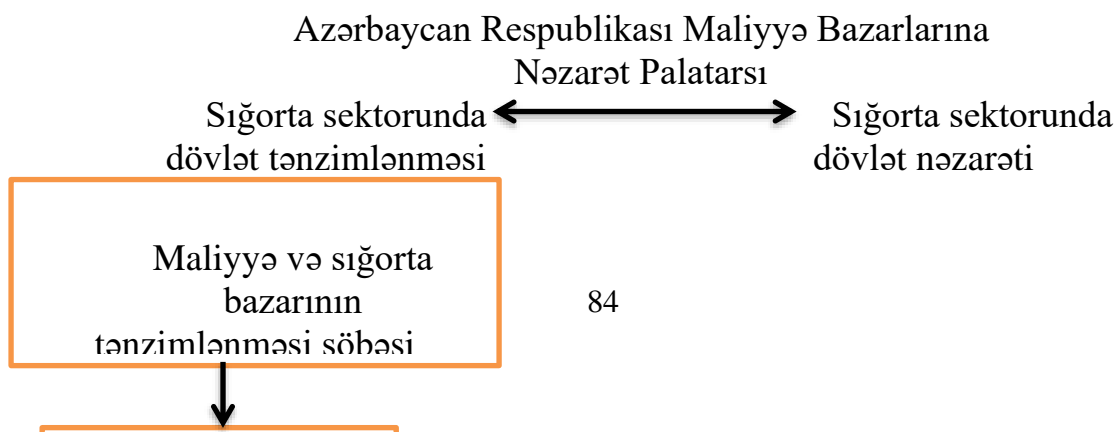 Azərbaycan Respublikası Maliyyə Bazarlarına
Nəzarət Palatarsı
Sığorta sektorunda
dövlət tənzimlənməsi
Sığorta sektorunda
dövlət nəzarəti
Maliyyə və sığorta
bazarının
tənzimlənməsi şöbəsi
84